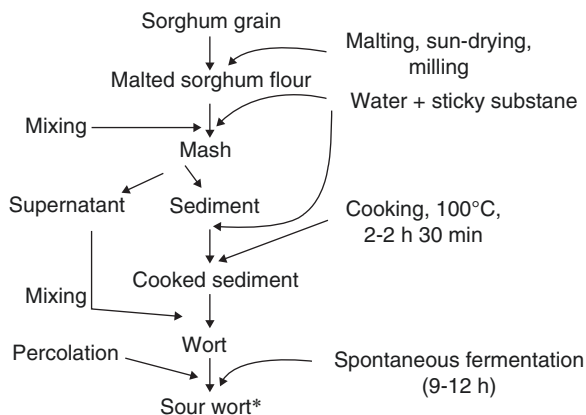 Sorghum grain
Malting, sun-drying,
milling
Malted sorghum flour
Water + sticky substane
Mixing
Mash
Supernatant
Sediment
Cooking, 100°C,
2-2 h 30 min
Cooked sediment
Mixing
Wort
Percolation
Spontaneous fermentation
(9-12 h)
Sour wort*